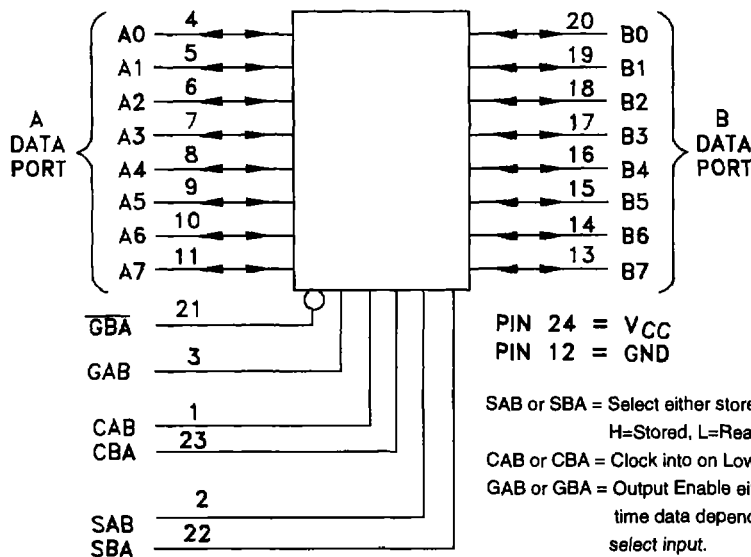 A0 4
A1 5
A2 6
A3 7
A4 8
A5 9
A6 10
A7 11
A
DATA
PORT
20 B0
19 B1
18 B2
17 B3
16 B4
15 B5
14 B6
13 B7
B
DATA
PORT
G̅B̅A̅ 21
GAB 3
CAB 1
CBA 23
SAB 2
SBA 22
PIN 24 = VCC
PIN 12 = GND
SAB or SBA = Select either store
H=Stored, L=Rea
CAB or CBA = Clock into on Low
GAB or GBA = Output Enable ei
time data depend
select input.